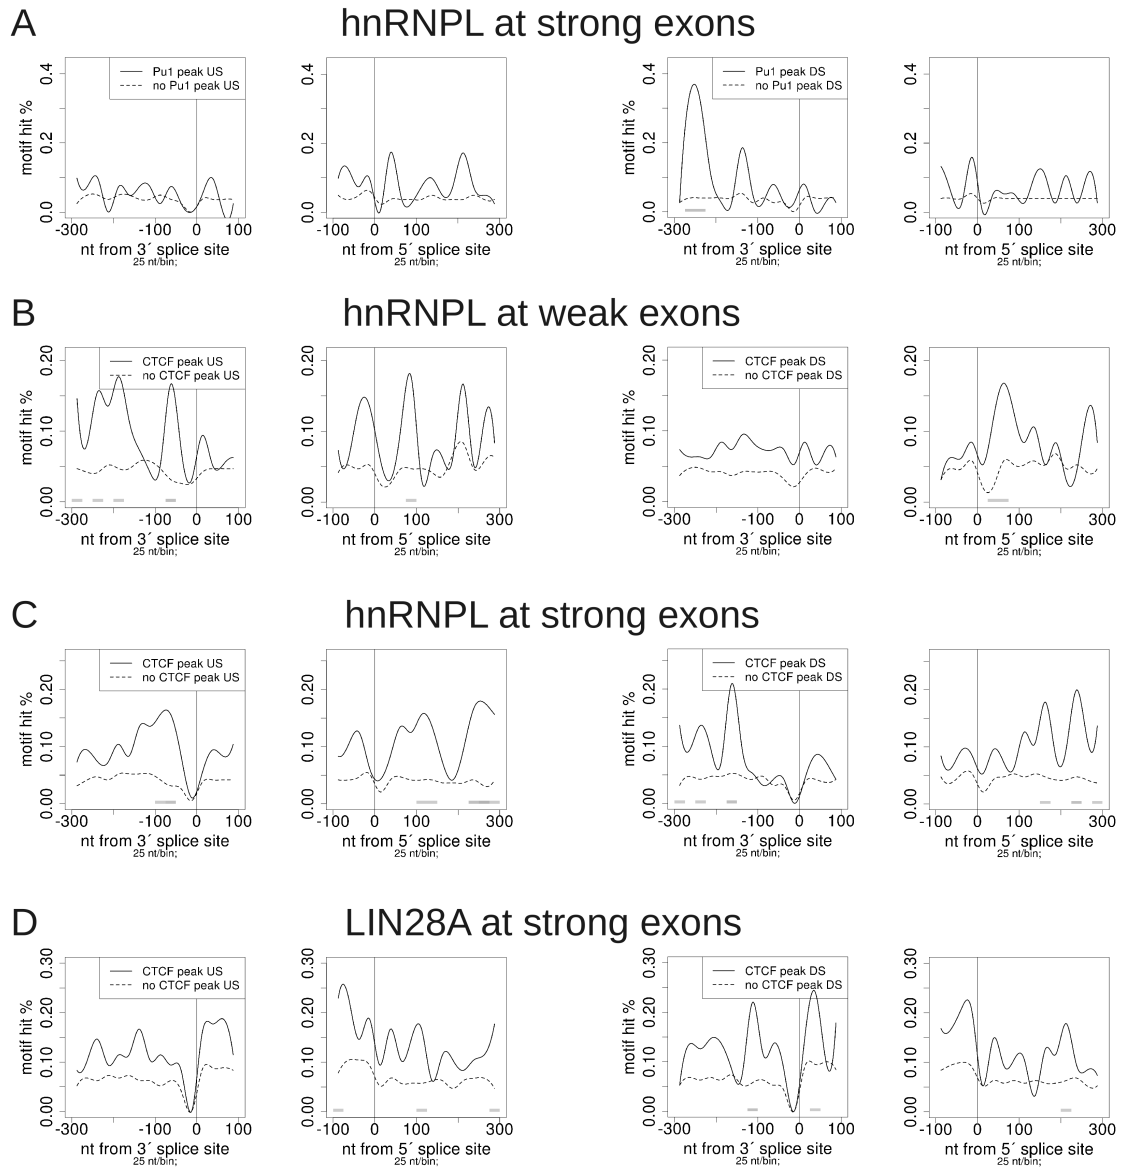 A hnRNPL at strong exons
Pu1 peak US
no Pu1 peak US
Pu1 peak DS
no Pu1 peak DS
motif hit %
0.0 0.2 0.4
0.0 0.2 0.4
motif hit %
0.0 0.2 0.4
0.0 0.2 0.4
-300 -100 0 100
-100 0 100 300
-300 -100 0 100
-100 0 100 300
nt from 3´ splice site
nt from 5´ splice site
nt from 3´ splice site
nt from 5´ splice site
25 nt/bin;
25 nt/bin;
25 nt/bin;
25 nt/bin;
B hnRNPL at weak exons
CTCF peak US
no CTCF peak US
CTCF peak DS
no CTCF peak DS
motif hit %
0.00 0.10 0.20
0.00 0.10 0.20
motif hit %
0.00 0.10 0.20
0.00 0.10 0.20
-300 -100 0 100
-100 0 100 300
-300 -100 0 100
-100 0 100 300
nt from 3´ splice site
nt from 5´ splice site
nt from 3´ splice site
nt from 5´ splice site
25 nt/bin;
25 nt/bin;
25 nt/bin;
25 nt/bin;
C hnRNPL at strong exons
CTCF peak US
no CTCF peak US
CTCF peak DS
no CTCF peak DS
motif hit %
0.00 0.10 0.20
0.00 0.10 0.20
motif hit %
0.00 0.10 0.20
0.00 0.10 0.20
-300 -100 0 100
-100 0 100 300
-300 -100 0 100
-100 0 100 300
nt from 3´ splice site
nt from 5´ splice site
nt from 3´ splice site
nt from 5´ splice site
25 nt/bin;
25 nt/bin;
25 nt/bin;
25 nt/bin;
D LIN28A at strong exons
CTCF peak US
no CTCF peak US
CTCF peak DS
no CTCF peak DS
motif hit %
0.00 0.10 0.20 0.30
0.00 0.10 0.20 0.30
motif hit %
0.00 0.10 0.20 0.30
0.00 0.10 0.20 0.30
-300 -100 0 100
-100 0 100 300
-300 -100 0 100
-100 0 100 300
nt from 3´ splice site
nt from 5´ splice site
nt from 3´ splice site
nt from 5´ splice site
25 nt/bin;
25 nt/bin;
25 nt/bin;
25 nt/bin;